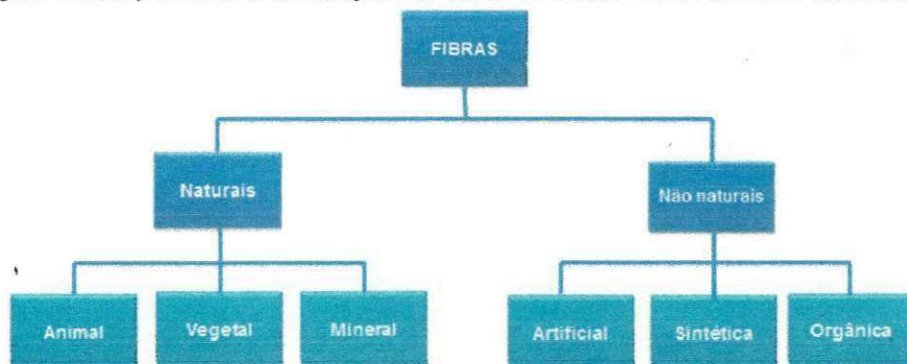 FIBRAS
Naturais
Não naturais
Animal
Vegetal
Mineral
Artificial
Sintética
Orgânica